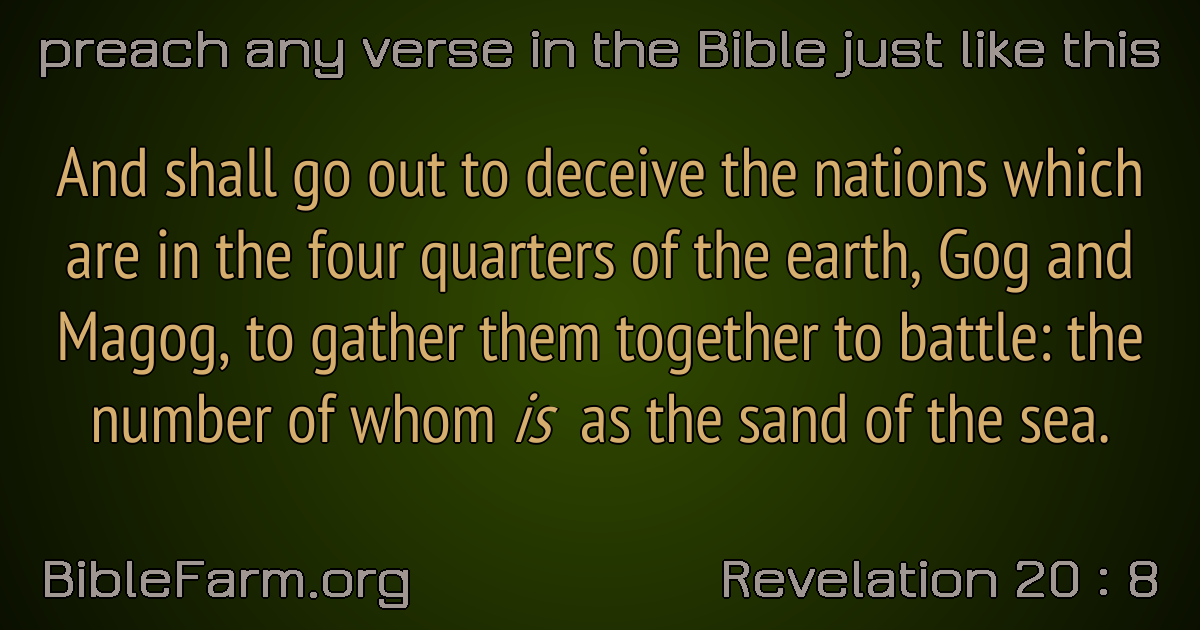 preach any verse in the Bible just like this
And shall go out to deceive the nations which
are in the four quarters of the earth, Gog and
Magog, to gather them together to battle: the
number of whom is as the sand of the sea.
BibleFarm.org
Revelation 20 : 8